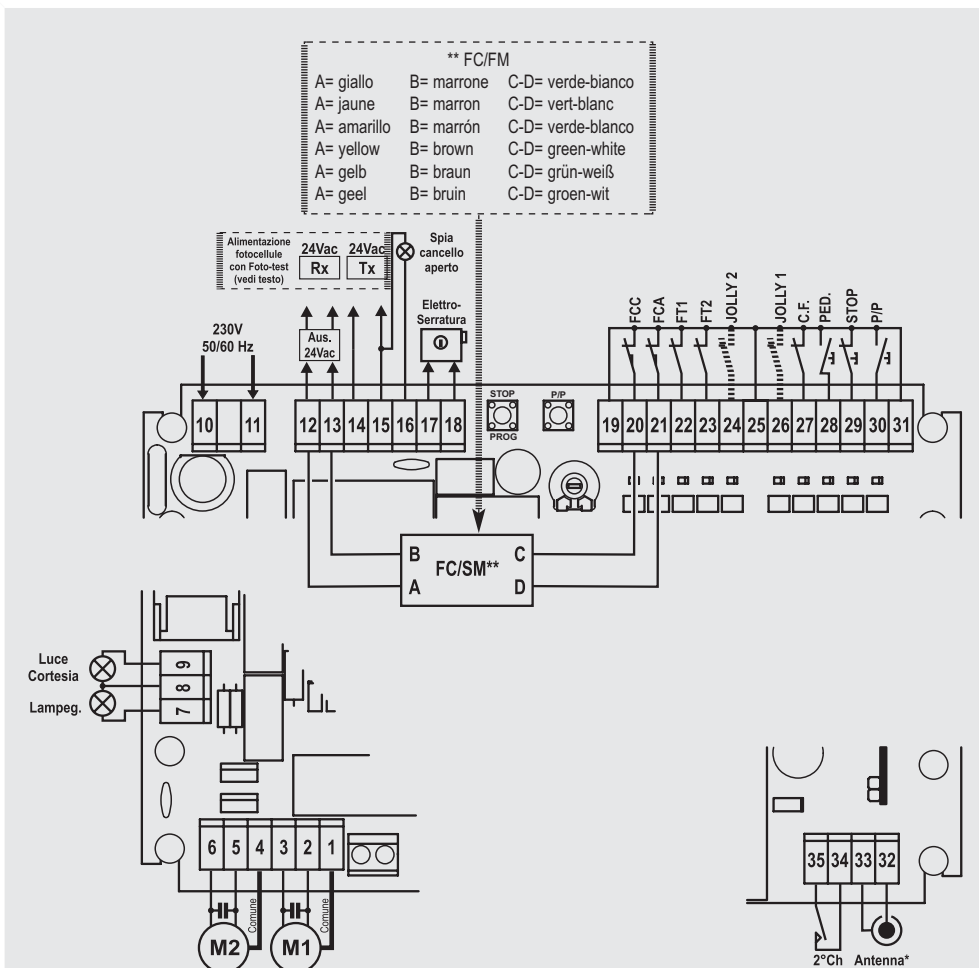 ** FC/FM
A= giallo B= marrone C-D= verde-bianco
A= jaune B= marron C-D= vert-blanc
A= amarillo B= marrón C-D= verde-blanco
A= yellow B= brown C-D= green-white
A= gelb B= braun C-D= grün-weiß
A= geel B= bruin C-D= groen-wit
Alimentazione
fotocellule
con Foto-test
(vedi testo)
24Vac
Rx
24Vac
Tx
Spia
cancello
aperto
Elettro-
Serratura
230V
50/60 Hz
Aus.
24Vac
FCC
FCA
FT1
FT2
JOLLY 2
JOLLY 1
C.F.
PED.
STOP
P/P
10 11
12 13 14 15 16 17 18
STOP
PROG
P/P
19 20 21 22 23 24 25 26 27 28 29 30 31
B C
FC/SM**
A D
Luce
Cortesia
Lampeg.
9
8
7
6 5 4 3 2 1
Comune
Comune
M2 M1
35 34 33 32
2°Ch Antenna*